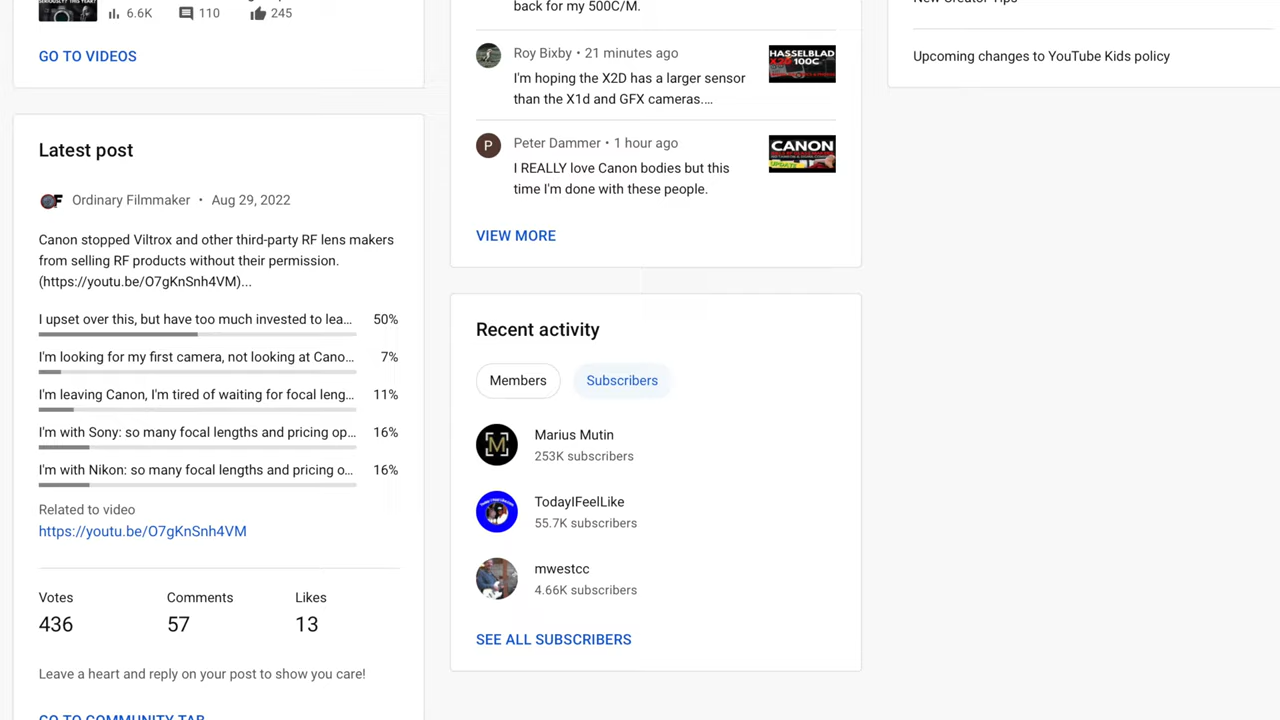 6.6K 110 245
GO TO VIDEOS
Latest post
Ordinary Filmmaker • Aug 29, 2022
Canon stopped Viltrox and other third-party RF lens makers
from selling RF products without their permission.
(https://youtu.be/O7gKnSnh4VM)...
I upset over this, but have too much invested to lea... 50%
I'm looking for my first camera, not looking at Cano... 7%
I'm leaving Canon, I'm tired of waiting for focal leng... 11%
I'm with Sony: so many focal lengths and pricing op... 16%
I'm with Nikon: so many focal lengths and pricing o... 16%
Related to video
https://youtu.be/O7gKnSnh4VM
Votes Comments Likes
436 57 13
Leave a heart and reply on your post to show you care!
GO TO COMMUNITY TAB
back for my 500C/M.
Roy Bixby • 21 minutes ago
I'm hoping the X2D has a larger sensor
than the X1d and GFX cameras....
HASSELBLAD
X2D 100C
P
Peter Dammer • 1 hour ago
I REALLY love Canon bodies but this
time I'm done with these people.
CANON
VIEW MORE
Recent activity
Members Subscribers
M
Marius Mutin
253K subscribers
TodayIFeelLike
55.7K subscribers
mwestcc
4.66K subscribers
SEE ALL SUBSCRIBERS
New Creator Tips
Upcoming changes to YouTube Kids policy